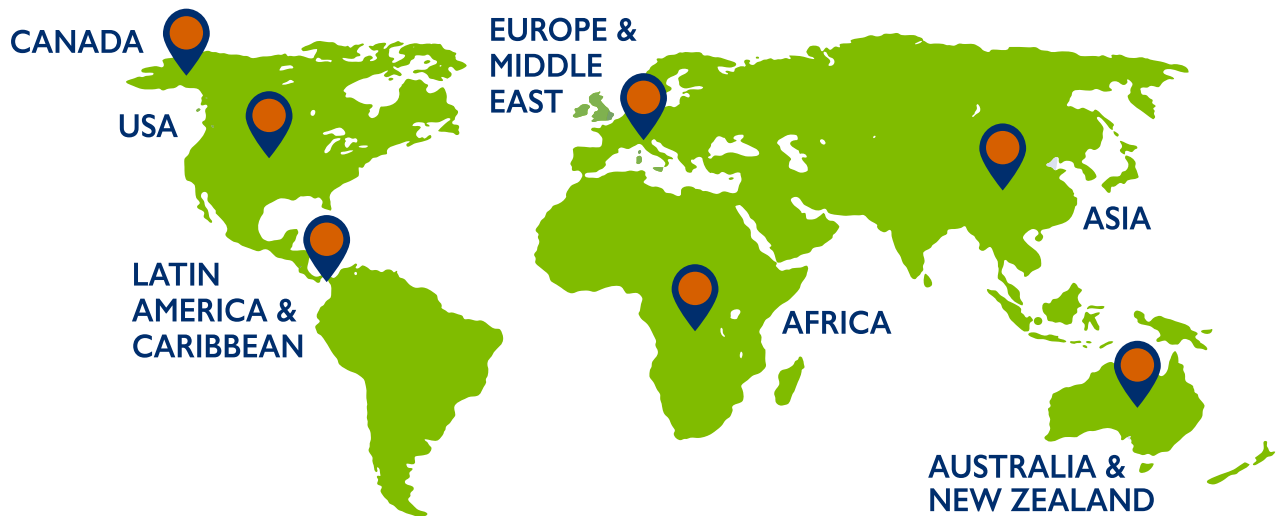 CANADA
USA
LATIN
AMERICA &
CARIBBEAN
EUROPE &
MIDDLE
EAST
AFRICA
ASIA
AUSTRALIA &
NEW ZEALAND